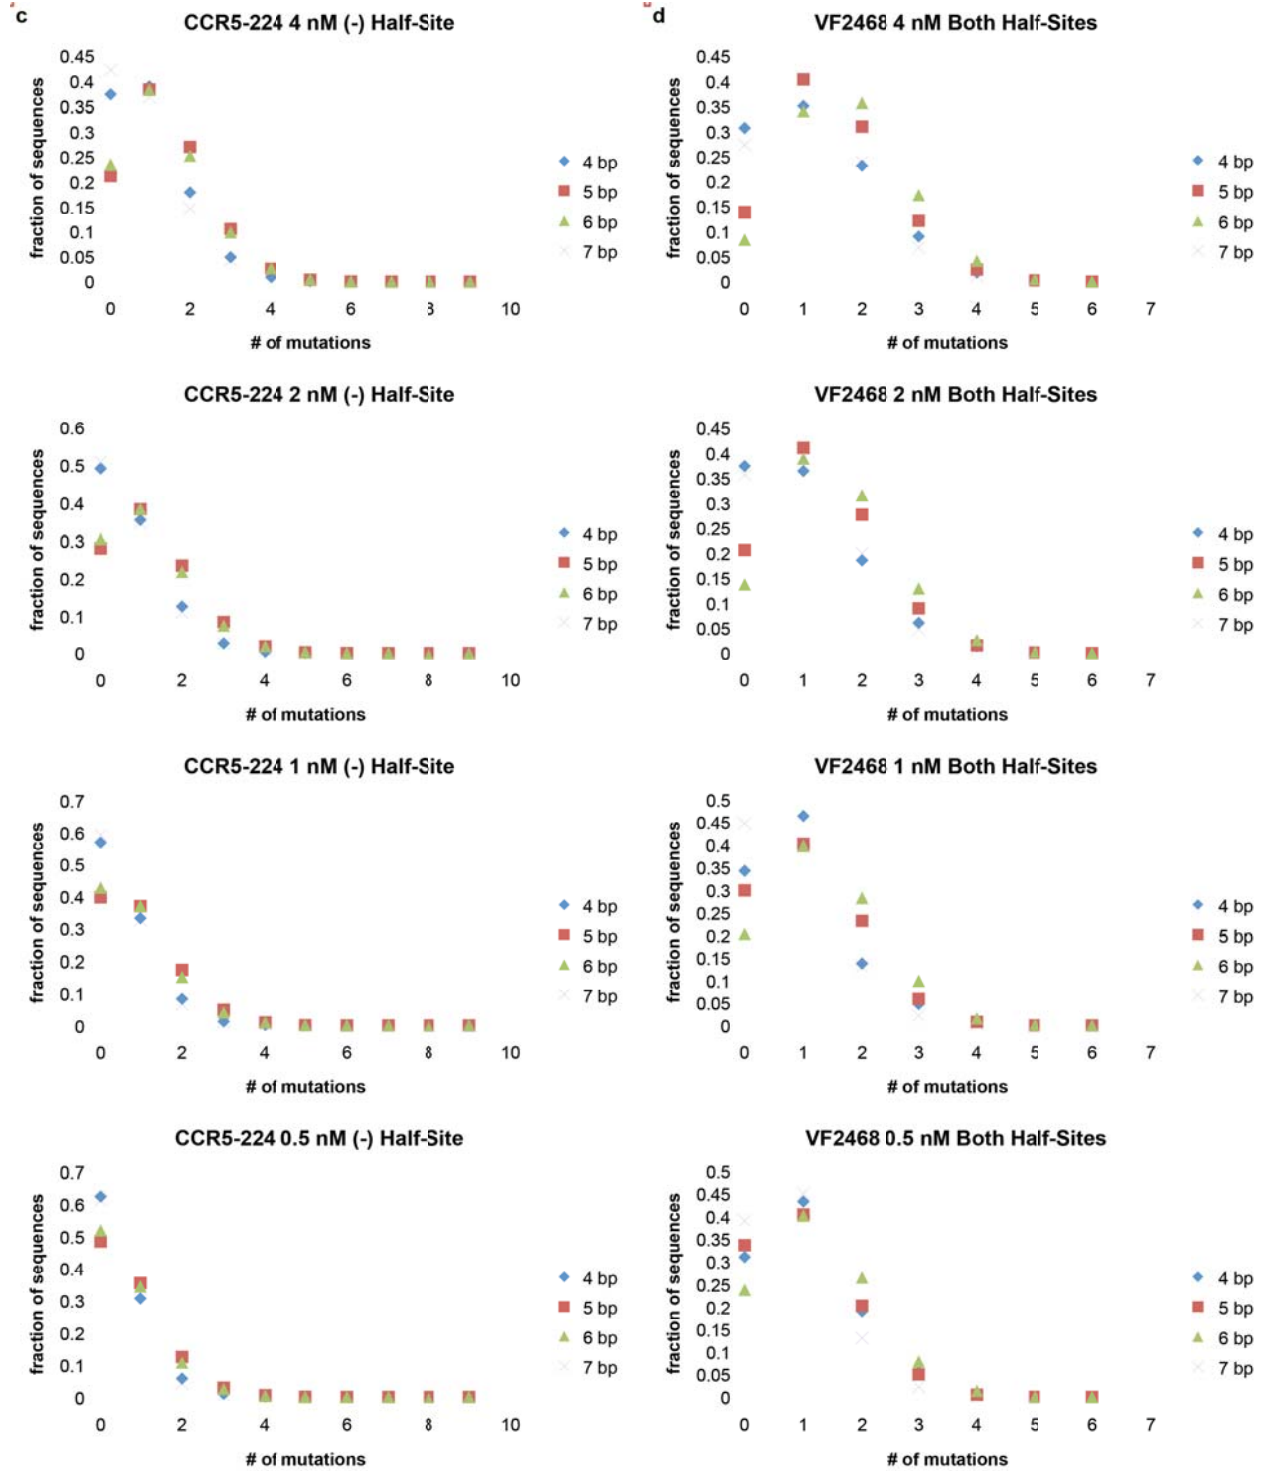 c
CCR5-224 4 nM (-) Half-Site
fraction of sequences
0.45
0.4
0.35
0.3
0.25
0.2
0.15
0.1
0.05
0
0 2 4 6 8 10
# of mutations
4 bp
5 bp
6 bp
7 bp
d
VF2468 4 nM Both Half-Sites
fraction of sequences
0.45
0.4
0.35
0.3
0.25
0.2
0.15
0.1
0.05
0
0 1 2 3 4 5 6 7
# of mutations
4 bp
5 bp
6 bp
7 bp
CCR5-224 2 nM (-) Half-Site
fraction of sequences
0.6
0.5
0.4
0.3
0.2
0.1
0
0 2 4 6 8 10
# of mutations
4 bp
5 bp
6 bp
7 bp
VF2468 2 nM Both Half-Sites
fraction of sequences
0.45
0.4
0.35
0.3
0.25
0.2
0.15
0.1
0.05
0
0 1 2 3 4 5 6 7
# of mutations
4 bp
5 bp
6 bp
7 bp
CCR5-224 1 nM (-) Half-Site
fraction of sequences
0.7
0.6
0.5
0.4
0.3
0.2
0.1
0
0 2 4 6 8 10
# of mutations
4 bp
5 bp
6 bp
7 bp
VF2468 1 nM Both Half-Sites
fraction of sequences
0.5
0.45
0.4
0.35
0.3
0.25
0.2
0.15
0.1
0.05
0
0 1 2 3 4 5 6 7
# of mutations
4 bp
5 bp
6 bp
7 bp
CCR5-224 0.5 nM (-) Half-Site
fraction of sequences
0.7
0.6
0.5
0.4
0.3
0.2
0.1
0
0 2 4 6 8 10
# of mutations
4 bp
5 bp
6 bp
7 bp
VF2468 0.5 nM Both Half-Sites
fraction of sequences
0.5
0.45
0.4
0.35
0.3
0.25
0.2
0.15
0.1
0.05
0
0 1 2 3 4 5 6 7
# of mutations
4 bp
5 bp
6 bp
7 bp